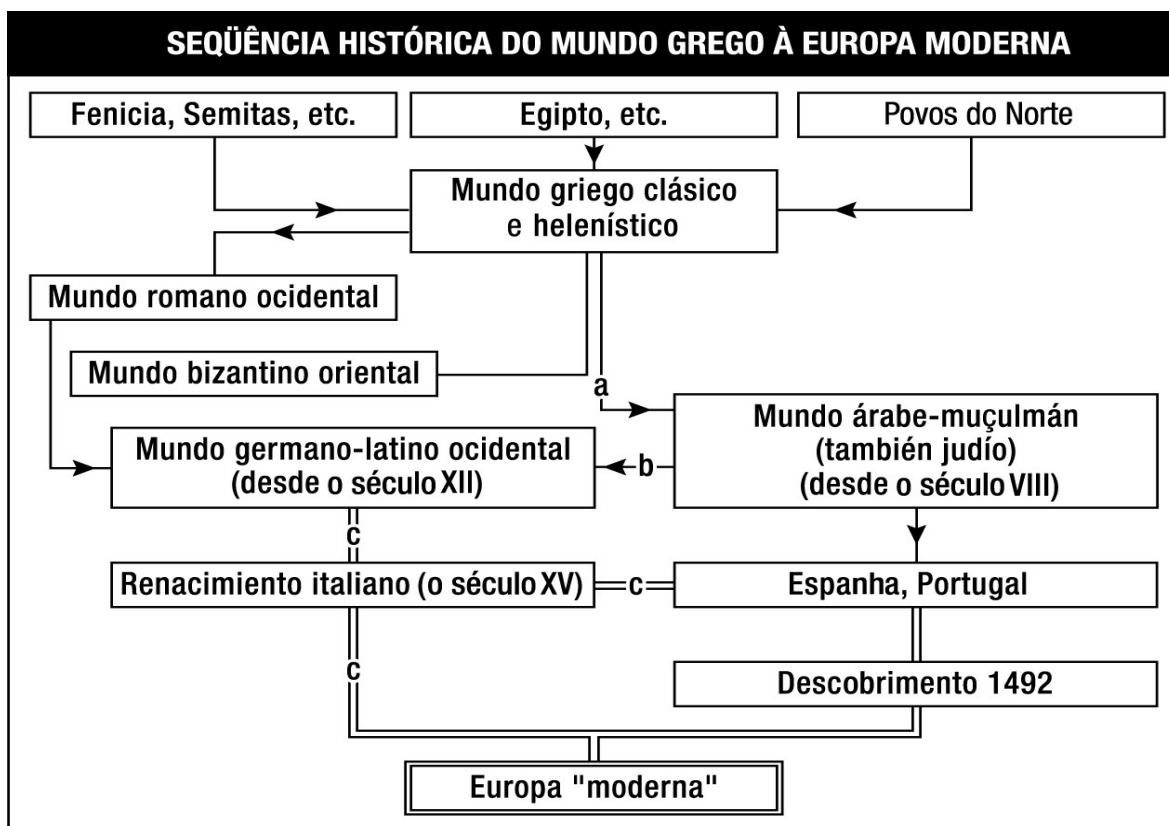 SEQÜÊNCIA HISTÓRICA DO MUNDO GREGO À EUROPA MODERNA
Fenicia, Semitas, etc.
Egipto, etc.
Povos do Norte
Mundo griego clásico
e helenístico
Mundo romano ocidental
Mundo bizantino oriental
a
Mundo árabe-muçulmán
(también judío)
(desde o século VIII)
Mundo germano-latino ocidental
(desde o século XII)
b
c
Renacimiento italiano (o século XV)
c
Espanha, Portugal
c
Descobrimento 1492
Europa "moderna"